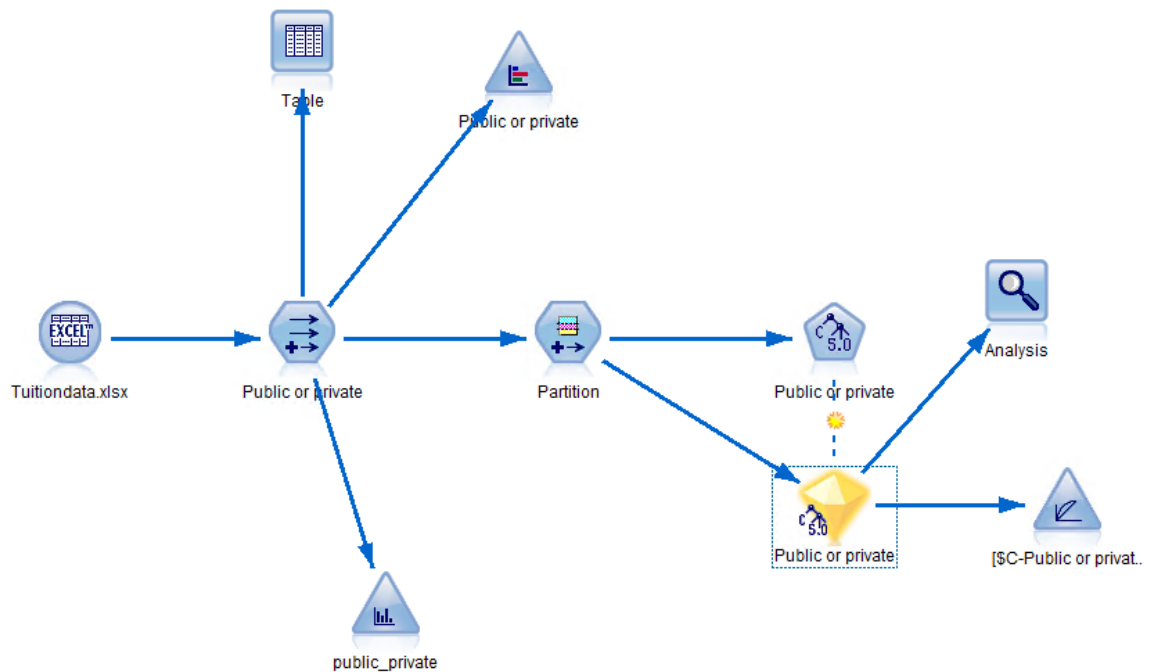 Table
Public or private
EXCEL™
Tuitiondata.xlsx
Public or private
Partition
C 5.0
Public or private
Analysis
C 5.0
Public or private
[$C-Public or privat..
public_private